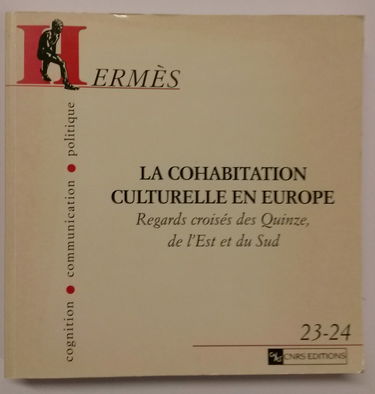 HERMÈS
cognition • communication • politique
LA COHABITATION
CULTURELLE EN EUROPE
Regards croisés des Quinze,
de l'Est et du Sud
23-24
CNRS EDITIONS